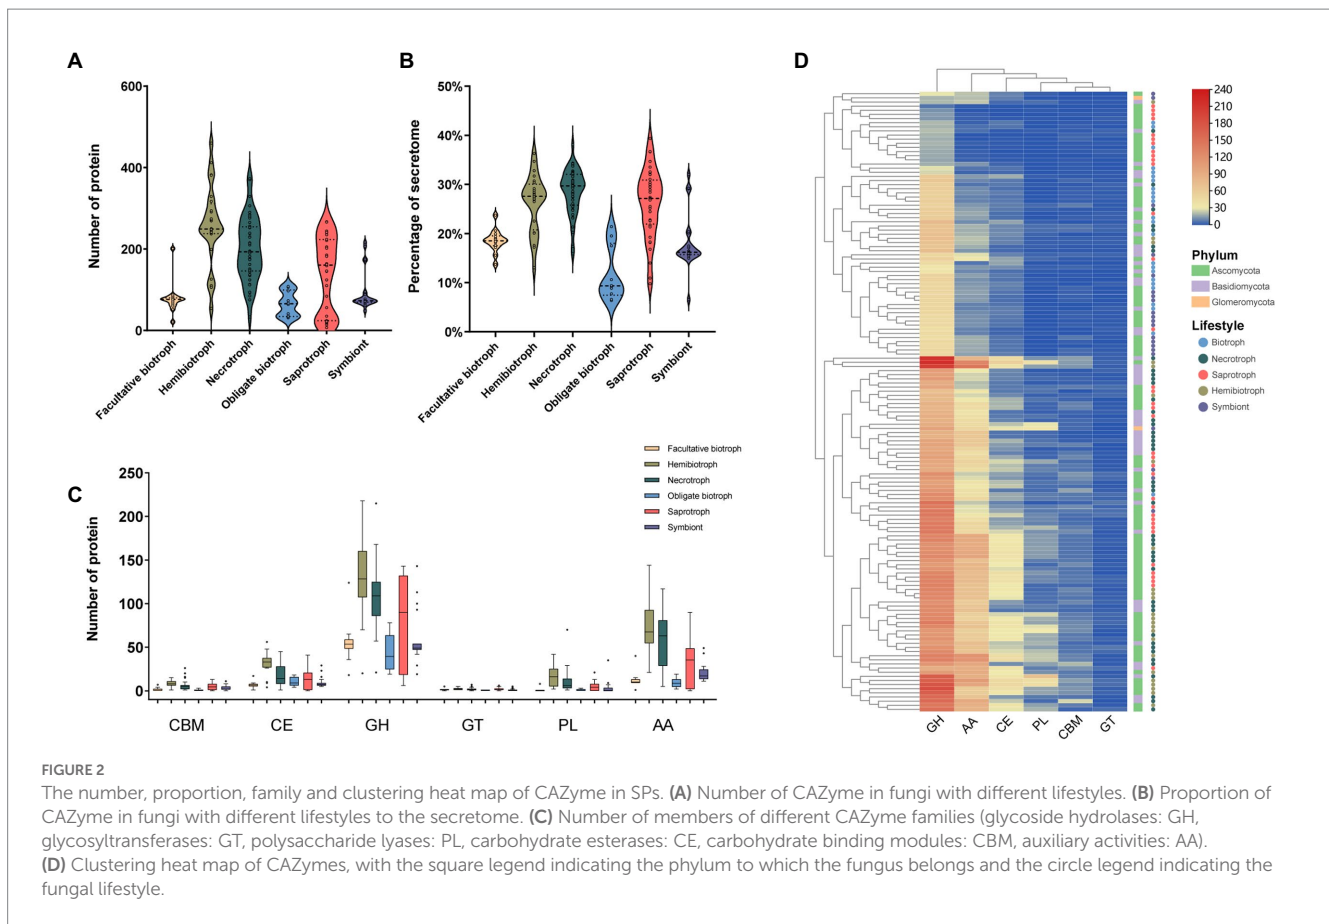 A
Number of protein
600
400
200
0
Facultative biotroph
Hemibiotroph
Necrotroph
Obligate biotroph
Saprotroph
Symbiont
B
Percentage of secretome
50%
40%
30%
20%
10%
0%
Facultative biotroph
Hemibiotroph
Necrotroph
Obligate biotroph
Saprotroph
Symbiont
C
Number of protein
250
200
150
100
50
0
CBM
CE
GH
GT
PL
AA
Facultative biotroph
Hemibiotroph
Necrotroph
Obligate biotroph
Saprotroph
Symbiont
D
GH
AA
CE
PL
CBM
GT
240
210
180
150
120
90
60
30
0
Phylum
Ascomycota
Basidiomycota
Glomeromycota
Lifestyle
Biotroph
Necrotroph
Saprotroph
Hemibiotroph
Symbiont
FIGURE 2
The number, proportion, family and clustering heat map of CAZyme in SPs. (A) Number of CAZyme in fungi with different lifestyles. (B) Proportion of
CAZyme in fungi with different lifestyles to the secretome. (C) Number of members of different CAZyme families (glycoside hydrolases: GH,
glycosyltransferases: GT, polysaccharide lyases: PL, carbohydrate esterases: CE, carbohydrate binding modules: CBM, auxiliary activities: AA).
(D) Clustering heat map of CAZymes, with the square legend indicating the phylum to which the fungus belongs and the circle legend indicating the
fungal lifestyle.